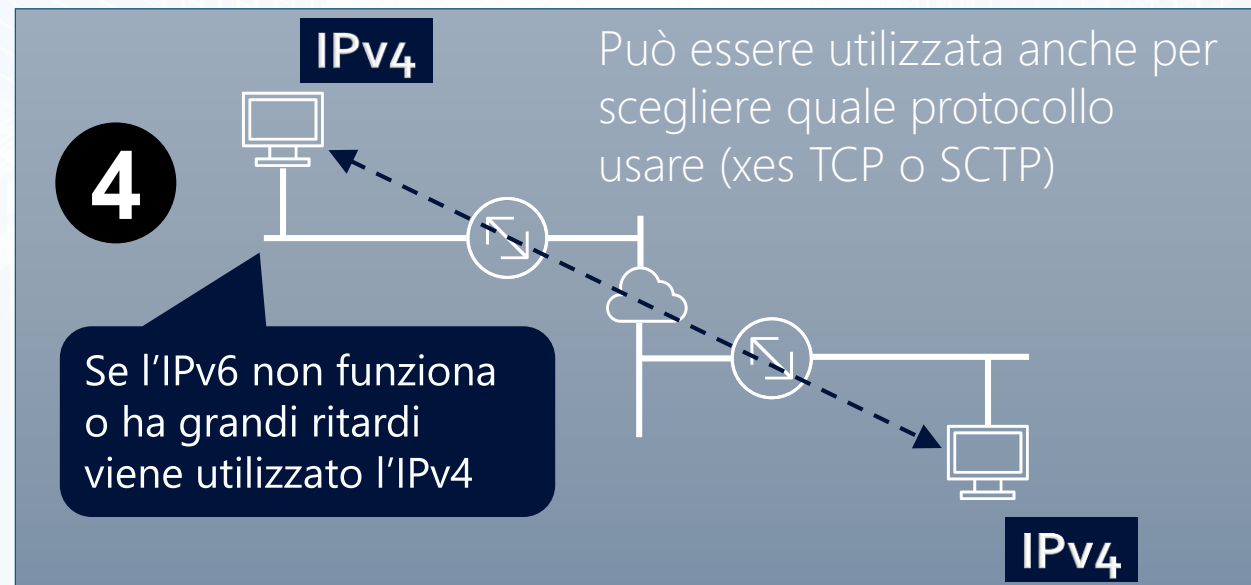 IPv4
Può essere utilizzata anche per
scegliere quale protocollo
usare (xes TCP o SCTP)
4
Se l'IPv6 non funziona
o ha grandi ritardi
viene utilizzato l'IPv4
IPv4